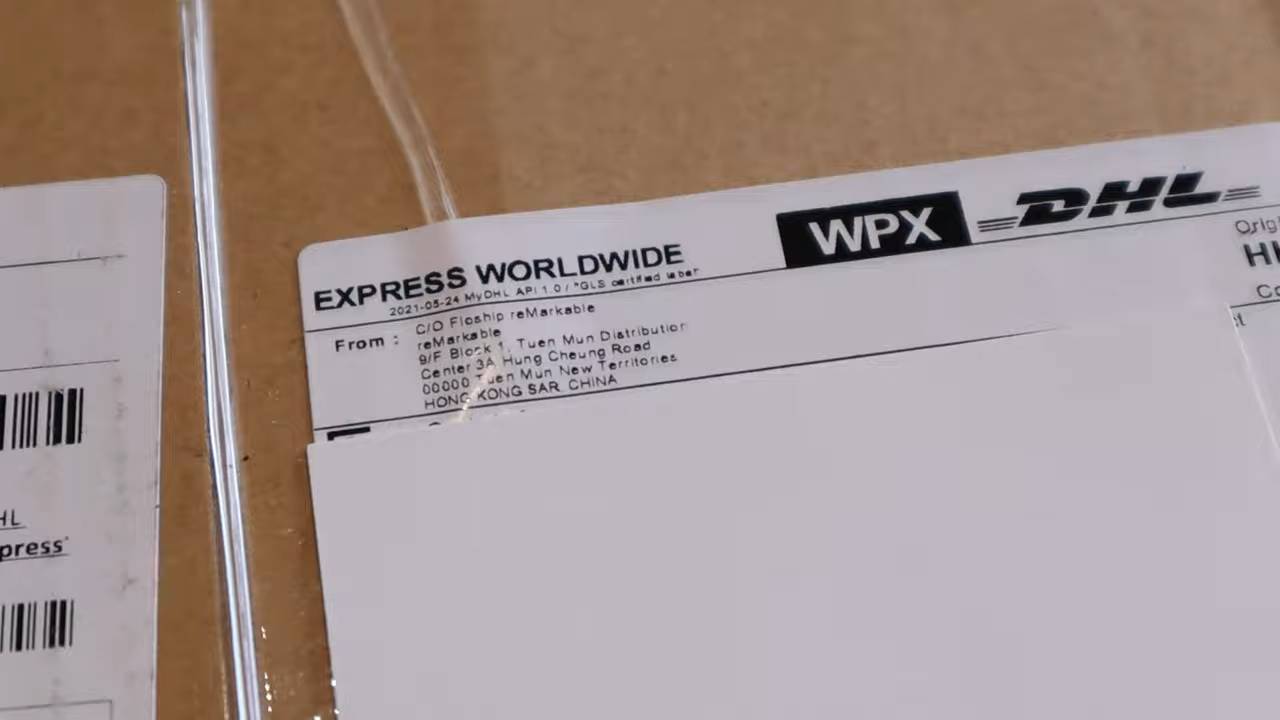 EXPRESS WORLDWIDE
WPX
DHL
2021-05-24 MyDHL API 1.0 / *GLS certified label
From :
C/O Floship reMarkable
reMarkable
9/F Block 1, Tuen Mun Distribution
Center 3A Hung Cheung Road
00000 Tuen Mun New Territories
HONG KONG SAR, CHINA
HL
press